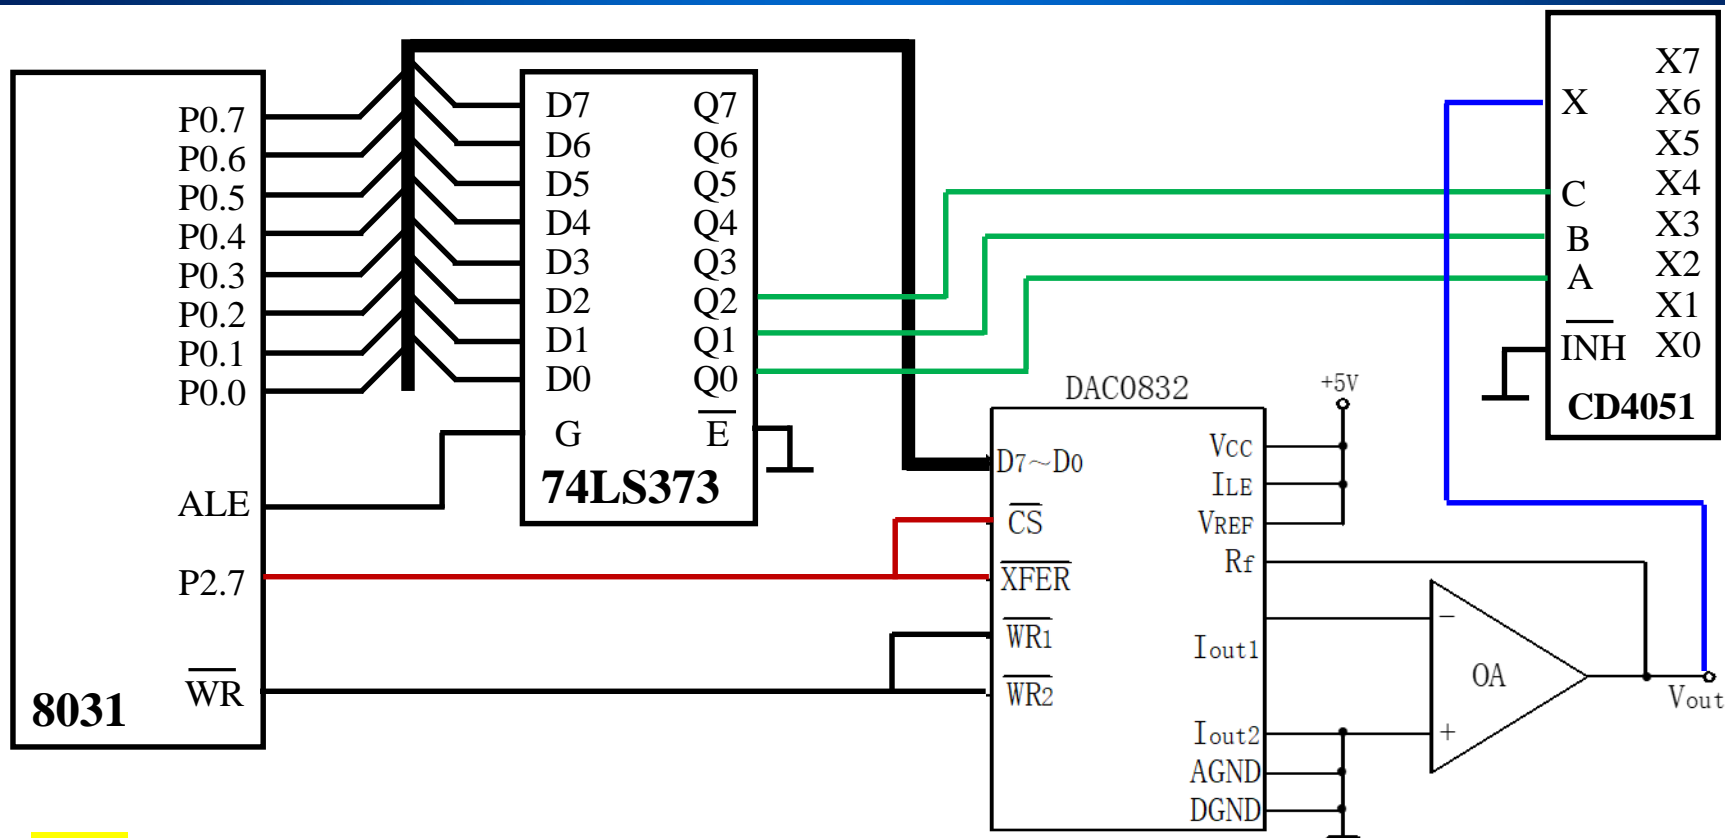 P0.7
P0.6
P0.5
P0.4
P0.3
P0.2
P0.1
P0.0
ALE
P2.7
WR
8031
D7 Q7
D6 Q6
D5 Q5
D4 Q4
D3 Q3
D2 Q2
D1 Q1
D0 Q0
G E
74LS373
DAC0832
D7~D0
CS
XFER
WR1
WR2
VCC
ILE
VREF
Rf
Iout1
Iout2
AGND
DGND
+5V
-
OA
+
Vout
X7
X X6
X5
C X4
B X3
A X2
X1
INH X0
CD4051